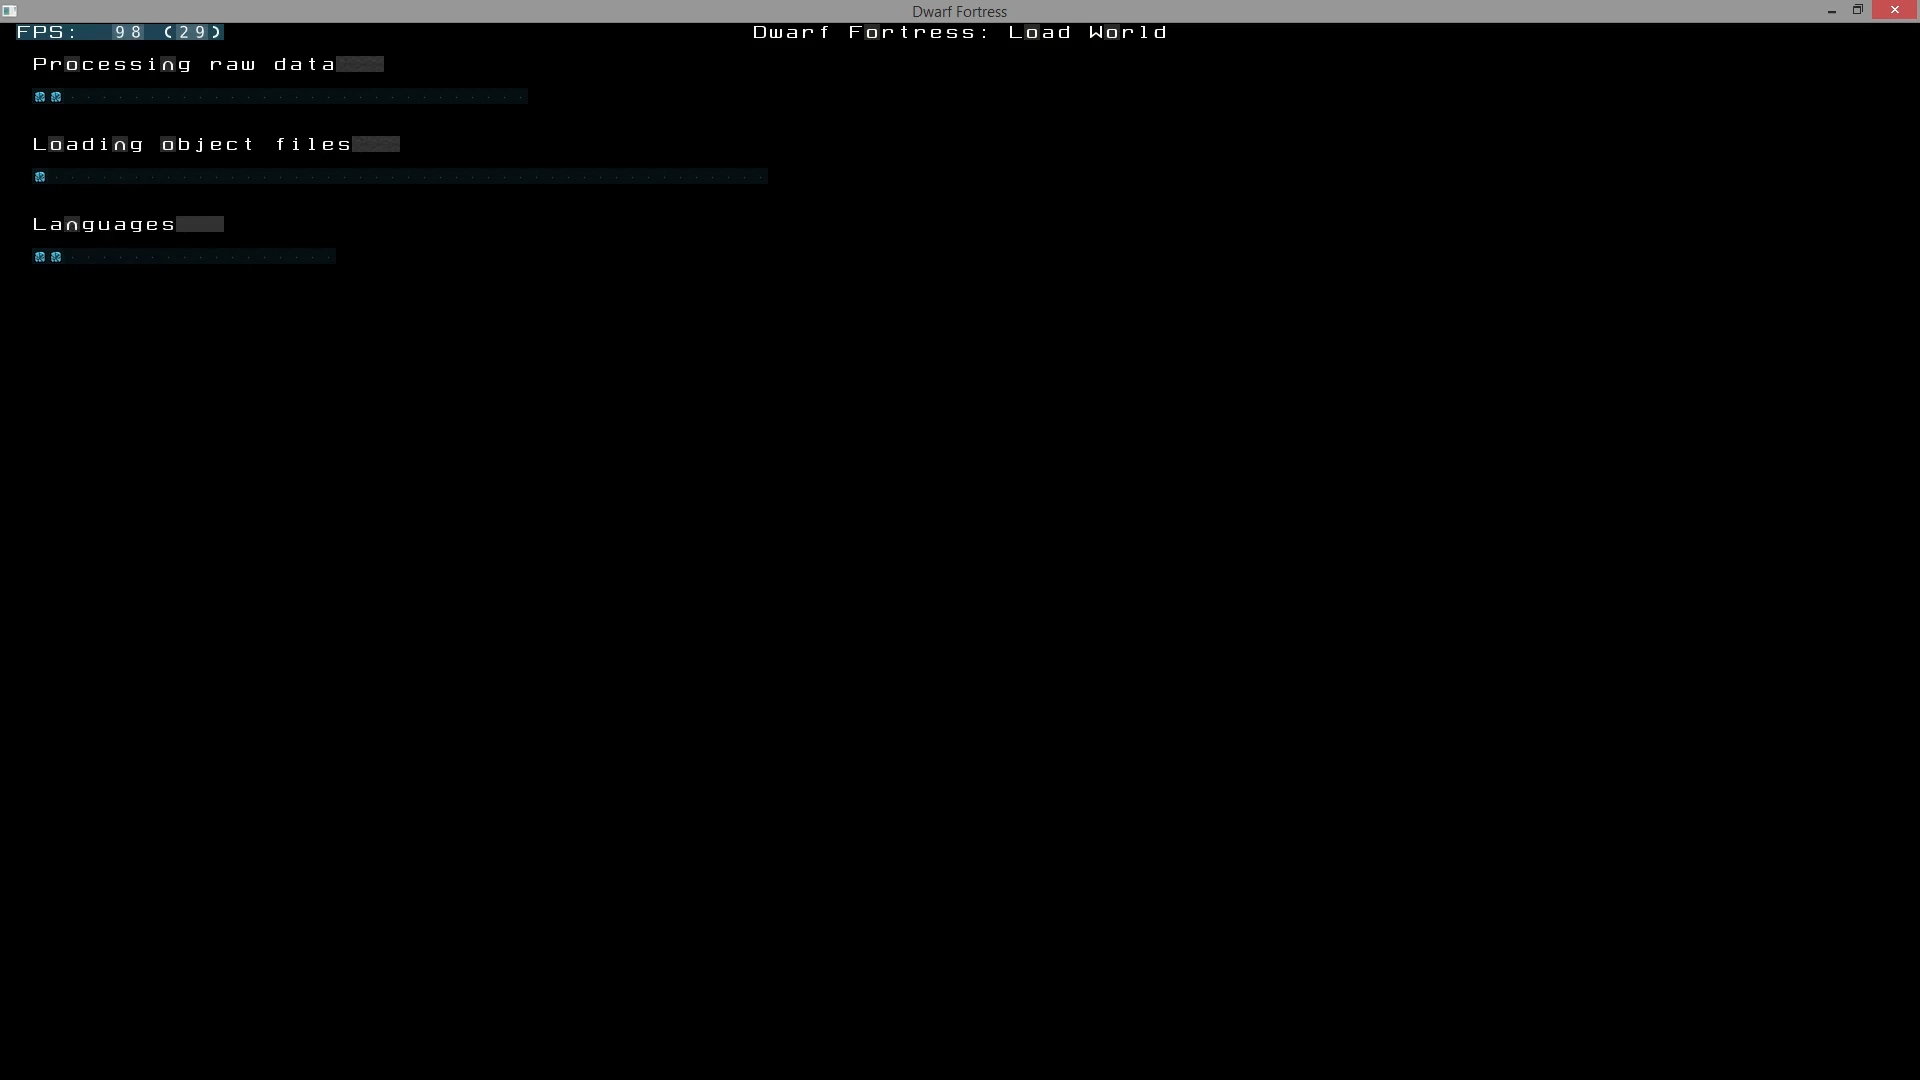 Dwarf Fortress
FPS: 98 (29) Dwarf Fortress: Load World
Processing raw data
Loading object files
Languages